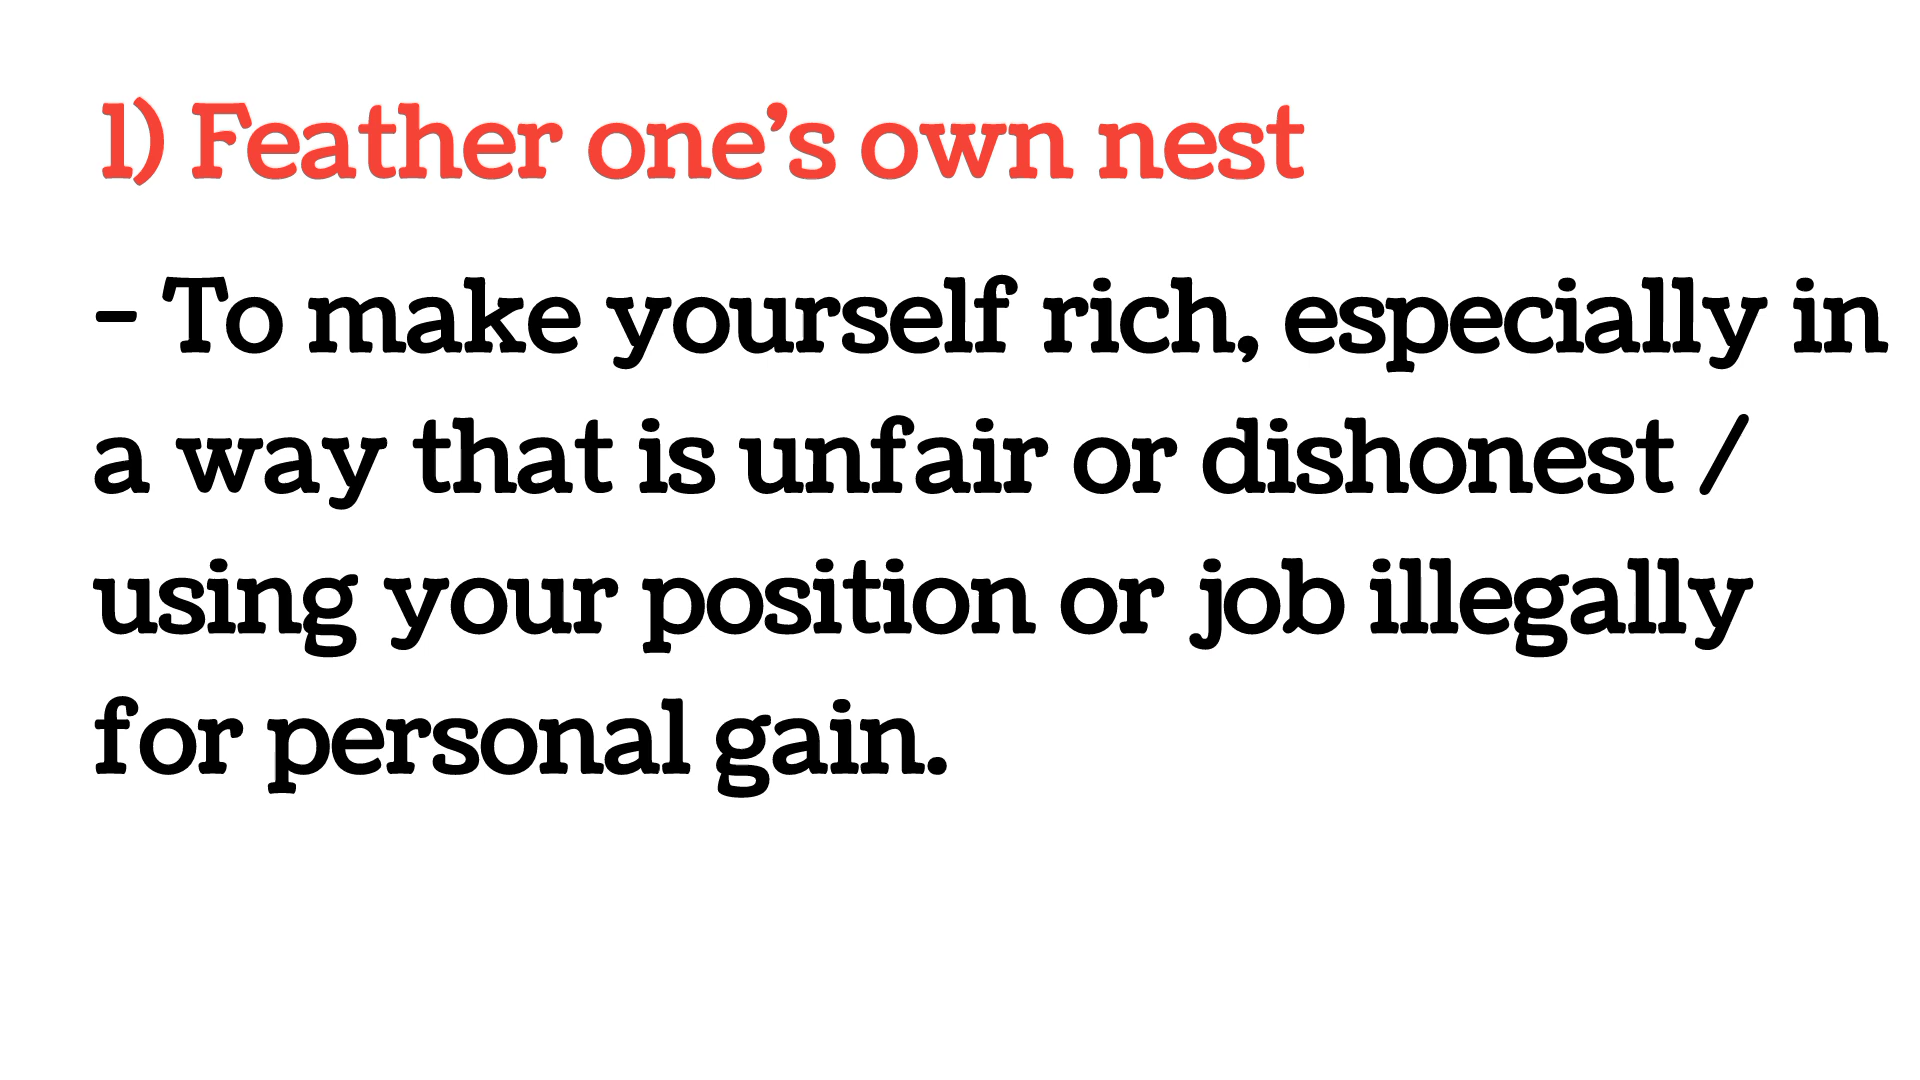 1) Feather one’s own nest
- To make yourself rich, especially in
a way that is unfair or dishonest /
using your position or job illegally
for personal gain.